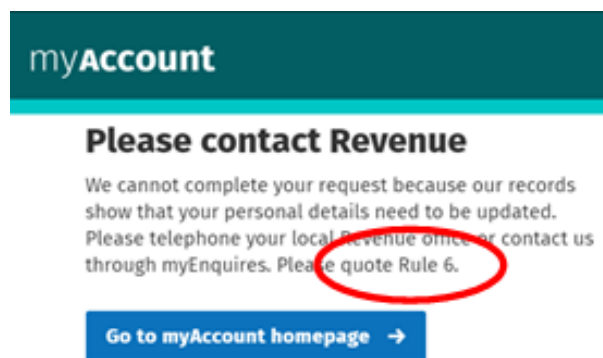 myAccount
Please contact Revenue
We cannot complete your request because our records
show that your personal details need to be updated.
Please telephone your local Revenue office or contact us
through myEnquires. Please quote Rule 6.
Go to myAccount homepage →